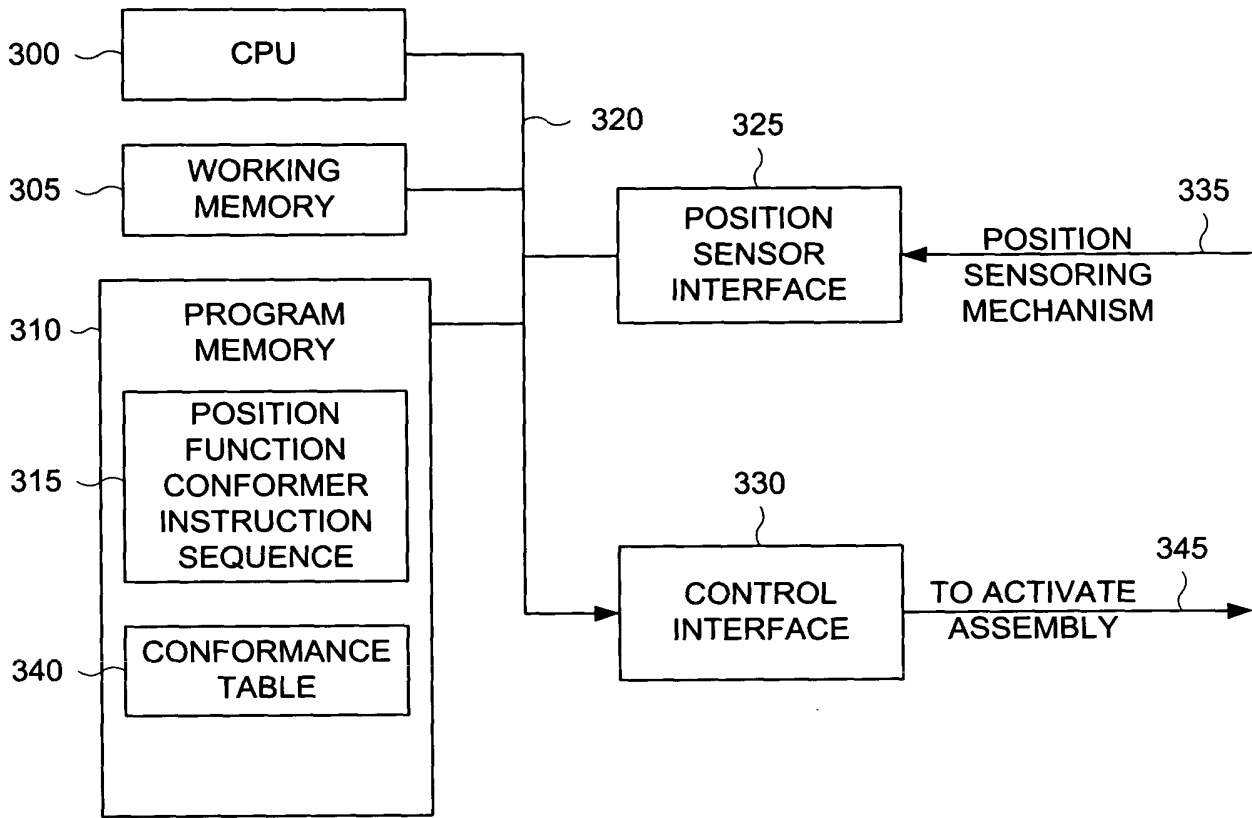 300
CPU
320
305
WORKING
MEMORY
325
POSITION
SENSOR
INTERFACE
335
POSITION
SENSORING
MECHANISM
310
PROGRAM
MEMORY
315
POSITION
FUNCTION
CONFORMER
INSTRUCTION
SEQUENCE
330
CONTROL
INTERFACE
345
TO ACTIVATE
ASSEMBLY
340
CONFORMANCE
TABLE